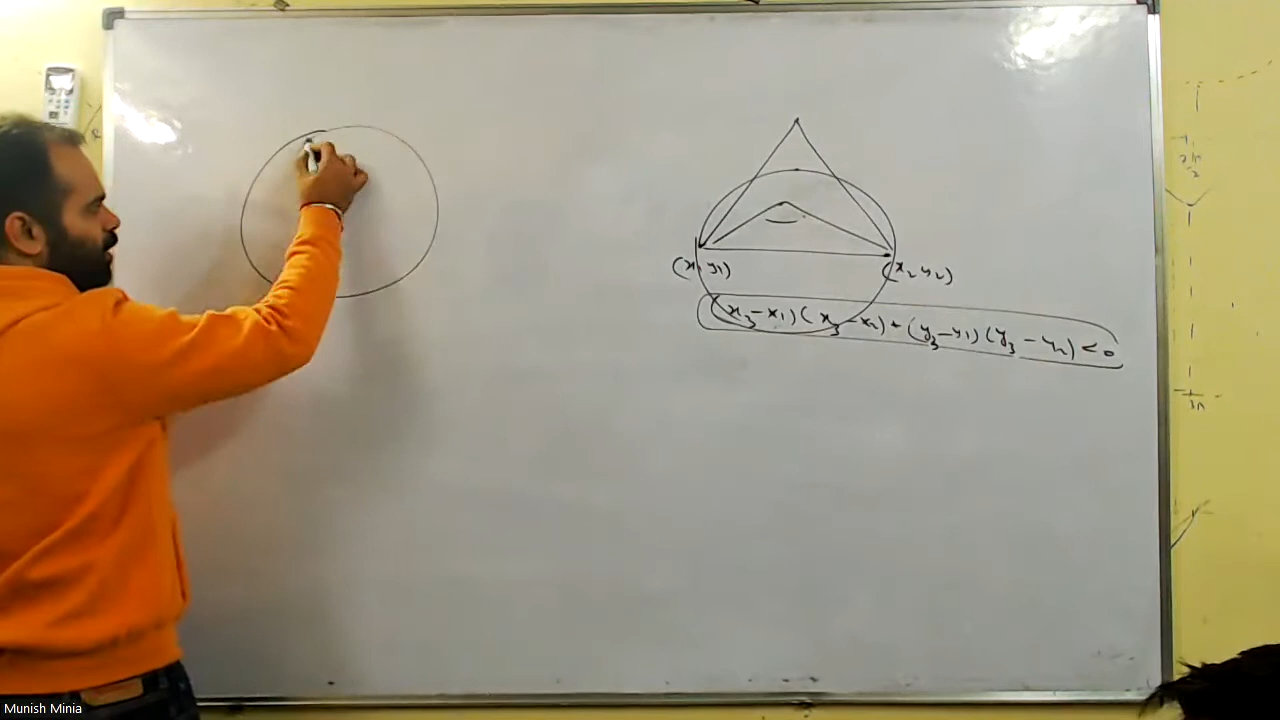 (x₁ y₁)
(x₂ y₂)
(x₃-x₁)(x₃-x₂)+(y₃-y₁)(y₃-y₂)<0
Munish Minia